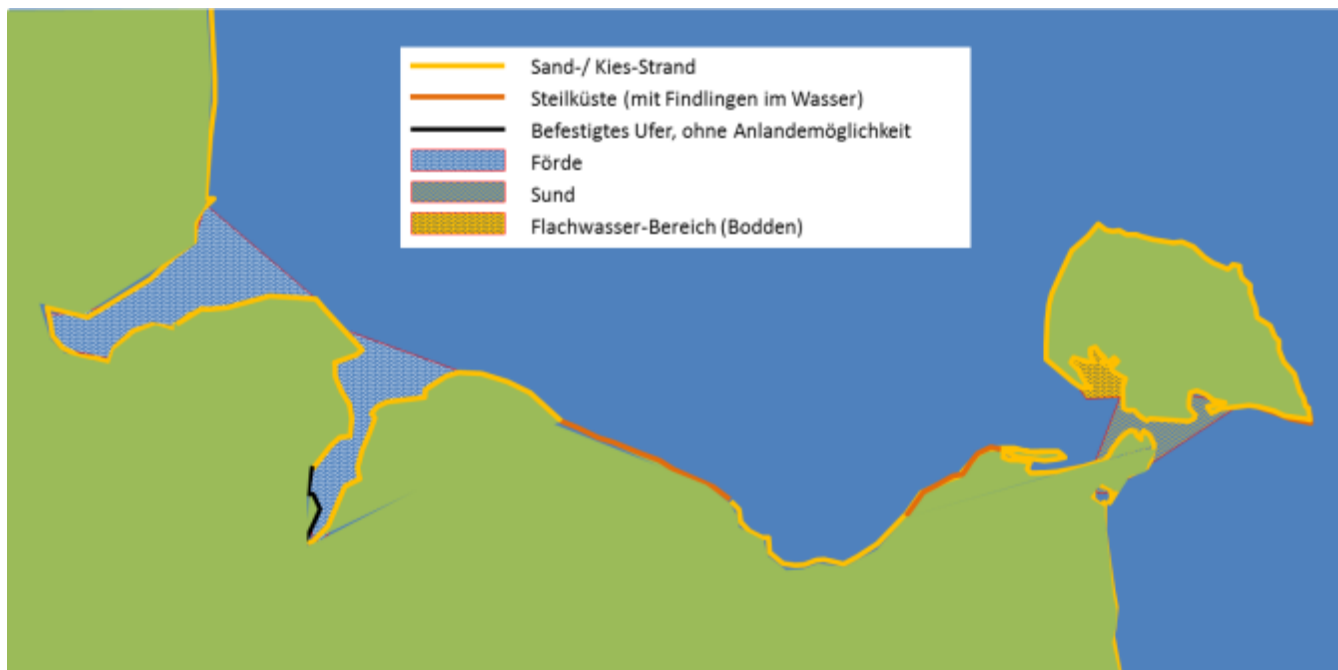 Sand-/ Kies-Strand
Steilküste (mit Findlingen im Wasser)
Befestigtes Ufer, ohne Anlandemöglichkeit
Förde
Sund
Flachwasser-Bereich (Bodden)